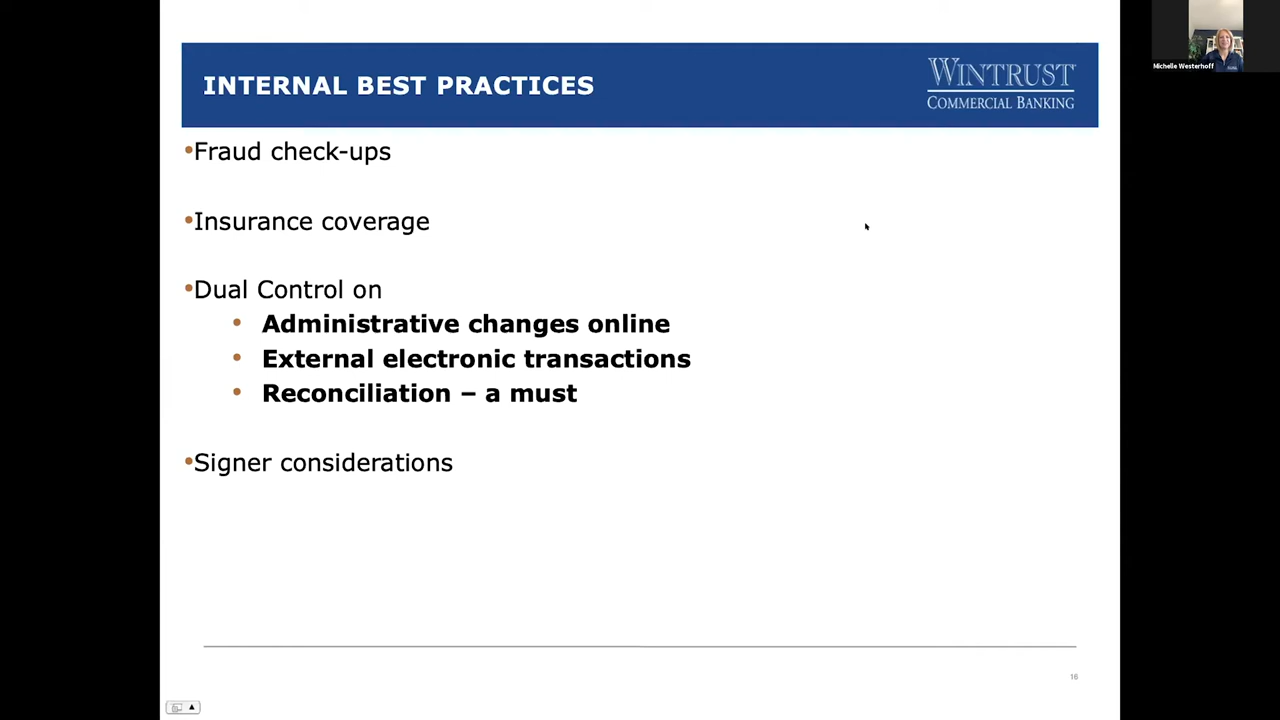 INTERNAL BEST PRACTICES
WINTRUST
COMMERCIAL BANKING
Michelle Westerhoff
•Fraud check-ups
•Insurance coverage
•Dual Control on
• Administrative changes online
• External electronic transactions
• Reconciliation – a must
•Signer considerations
16